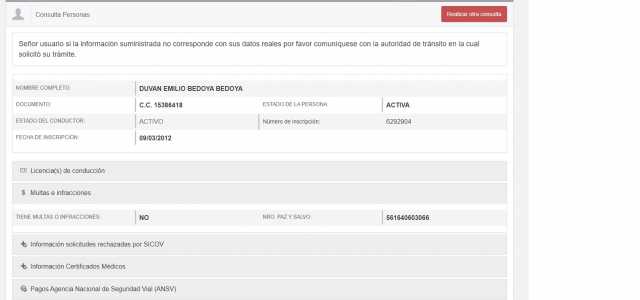 Consulta Personas
Realizar otra consulta
Señor usuario si la información suministrada no corresponde con sus datos reales por favor comuníquese con la autoridad de tránsito en la cual
solicitó su trámite.
NOMBRE COMPLETO: DUVAN EMILIO BEDOYA BEDOYA
DOCUMENTO: C.C. 15386418 ESTADO DE LA PERSONA ACTIVA
ESTADO DEL CONDUCTOR: ACTIVO Número de inscripción: 6292904
FECHA DE INSCRIPCIÓN: 09/03/2012
Licencia(s) de conducción
$ Multas e infracciones
TIENE MULTAS O INFRACCIONES: NO NRO. PAZ Y SALVO: 561640603066
Información solicitudes rechazadas por SICOV
Información Certificados Médicos
Pagos Agencia Nacional de Seguridad Vial (ANSV)